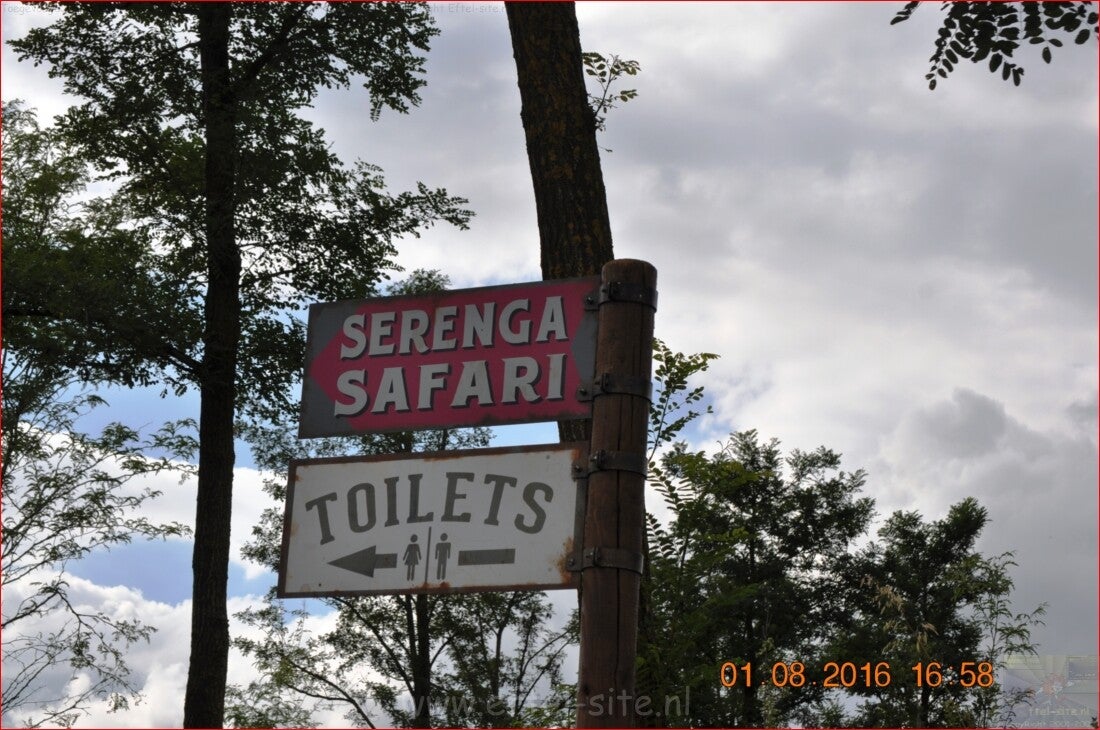 SERENGA
SAFARI
TOILETS
01.08.2016 16:58
www.eftel-site.nl